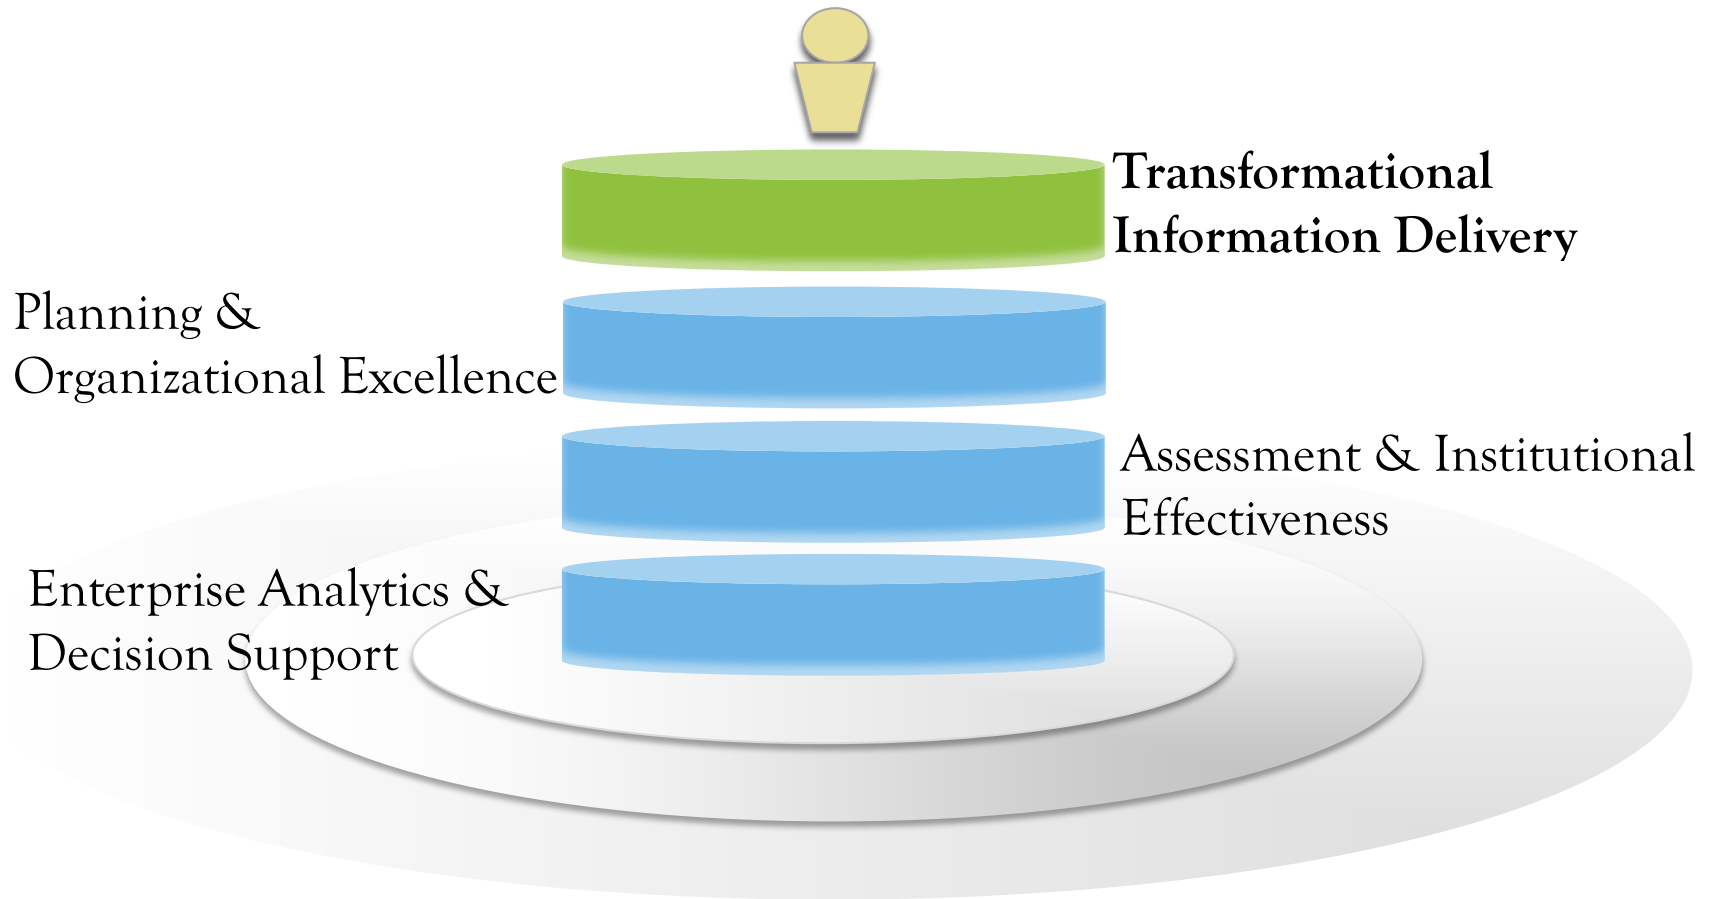 Transformational
Information Delivery
Planning &
Organizational Excellence
Assessment & Institutional
Effectiveness
Enterprise Analytics &
Decision Support